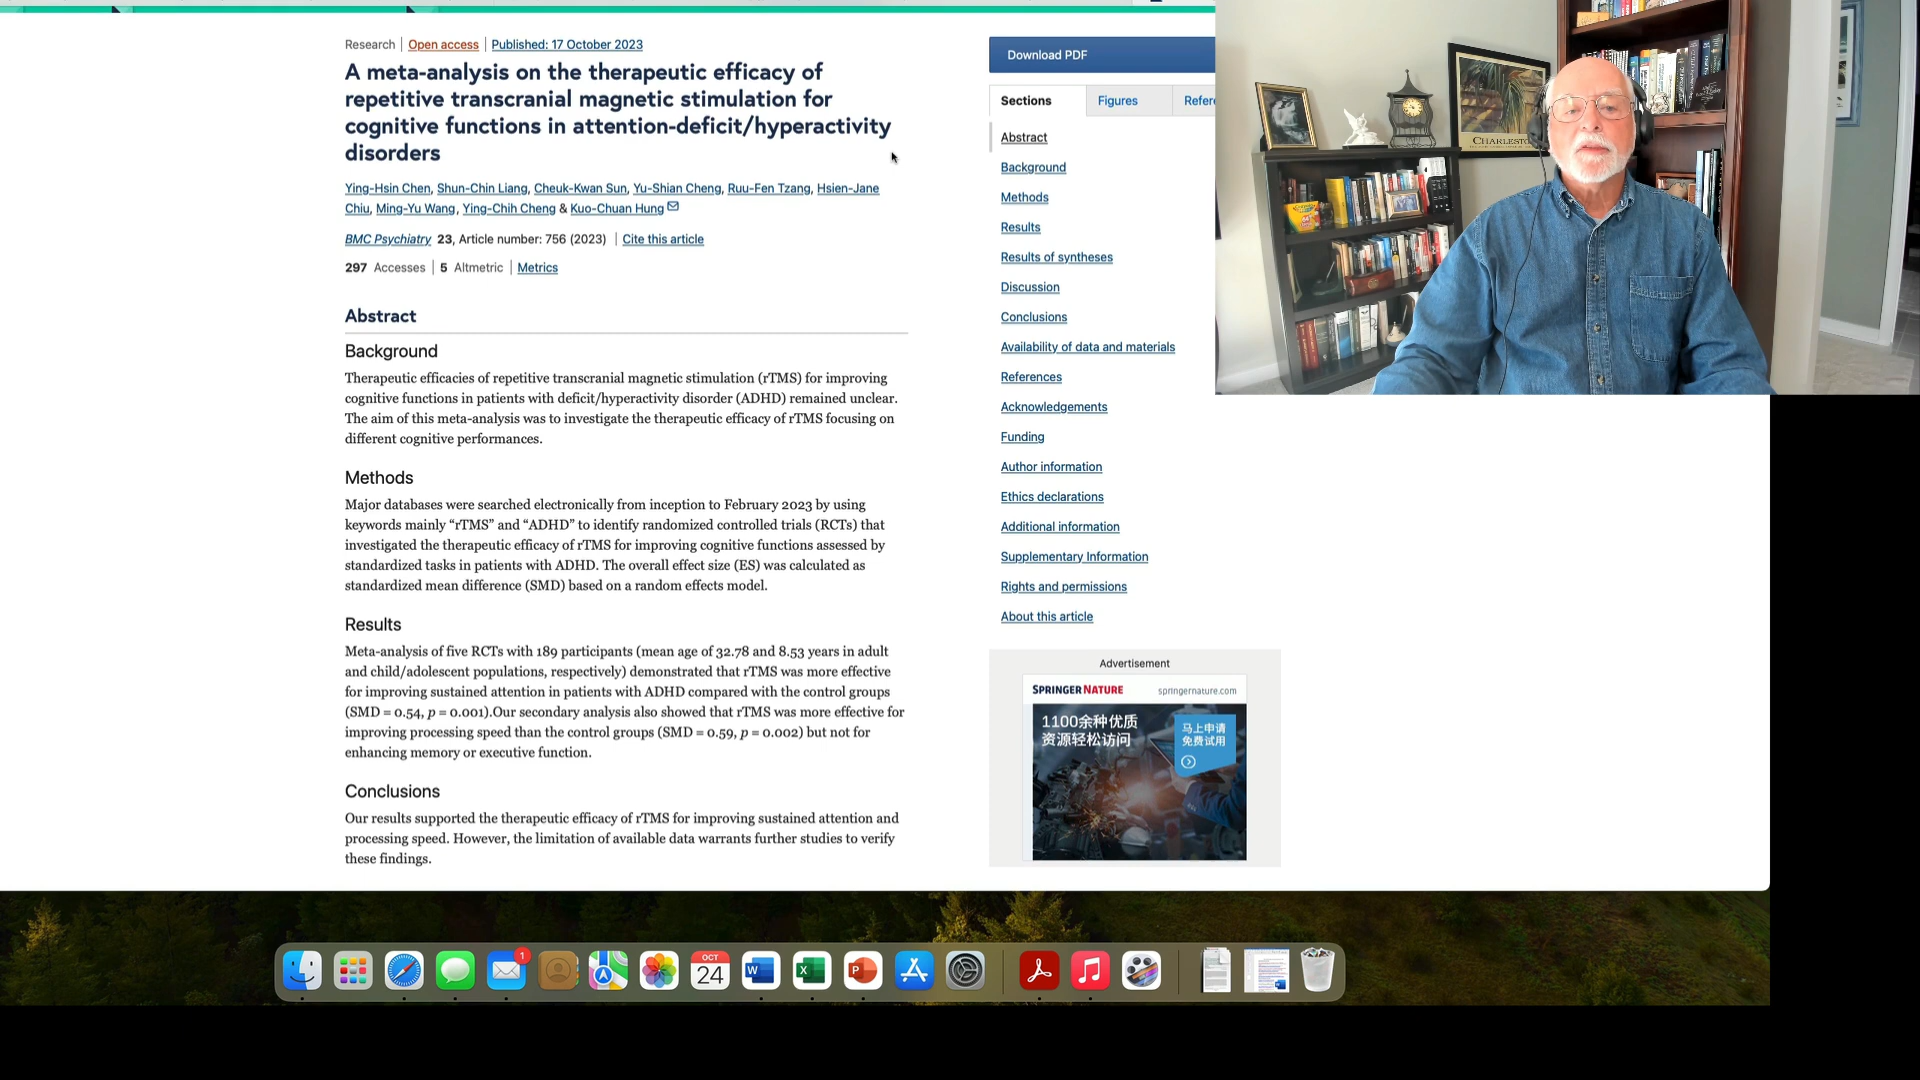 Research | Open access | Published: 17 October 2023
A meta-analysis on the therapeutic efficacy of
repetitive transcranial magnetic stimulation for
cognitive functions in attention-deficit/hyperactivity
disorders
Ying-Hsin Chen, Shun-Chin Liang, Cheuk-Kwan Sun, Yu-Shian Cheng, Ruu-Fen Tzang, Hsien-Jane
Chiu, Ming-Yu Wang, Ying-Chih Cheng & Kuo-Chuan Hung
BMC Psychiatry 23, Article number: 756 (2023) | Cite this article
297 Accesses | 5 Altmetric | Metrics
Abstract
Background
Therapeutic efficacies of repetitive transcranial magnetic stimulation (rTMS) for improving
cognitive functions in patients with deficit/hyperactivity disorder (ADHD) remained unclear.
The aim of this meta-analysis was to investigate the therapeutic efficacy of rTMS focusing on
different cognitive performances.
Methods
Major databases were searched electronically from inception to February 2023 by using
keywords mainly “rTMS” and “ADHD” to identify randomized controlled trials (RCTs) that
investigated the therapeutic efficacy of rTMS for improving cognitive functions assessed by
standardized tasks in patients with ADHD. The overall effect size (ES) was calculated as
standardized mean difference (SMD) based on a random effects model.
Results
Meta-analysis of five RCTs with 189 participants (mean age of 32.78 and 8.53 years in adult
and child/adolescent populations, respectively) demonstrated that rTMS was more effective
for improving sustained attention in patients with ADHD compared with the control groups
(SMD = 0.54, p = 0.001).Our secondary analysis also showed that rTMS was more effective for
improving processing speed than the control groups (SMD = 0.59, p = 0.002) but not for
enhancing memory or executive function.
Conclusions
Our results supported the therapeutic efficacy of rTMS for improving sustained attention and
processing speed. However, the limitation of available data warrants further studies to verify
these findings.
Download PDF
Sections
Figures
Refere
Abstract
Background
Methods
Results
Results of syntheses
Discussion
Conclusions
Availability of data and materials
References
Acknowledgements
Funding
Author information
Ethics declarations
Additional information
Supplementary Information
Rights and permissions
About this article
Advertisement
SPRINGER NATURE
springernature.com
1100余种优质
资源轻松访问
马上申请
免费试用
CHARLESTON
1
OCT
24
W
X
P